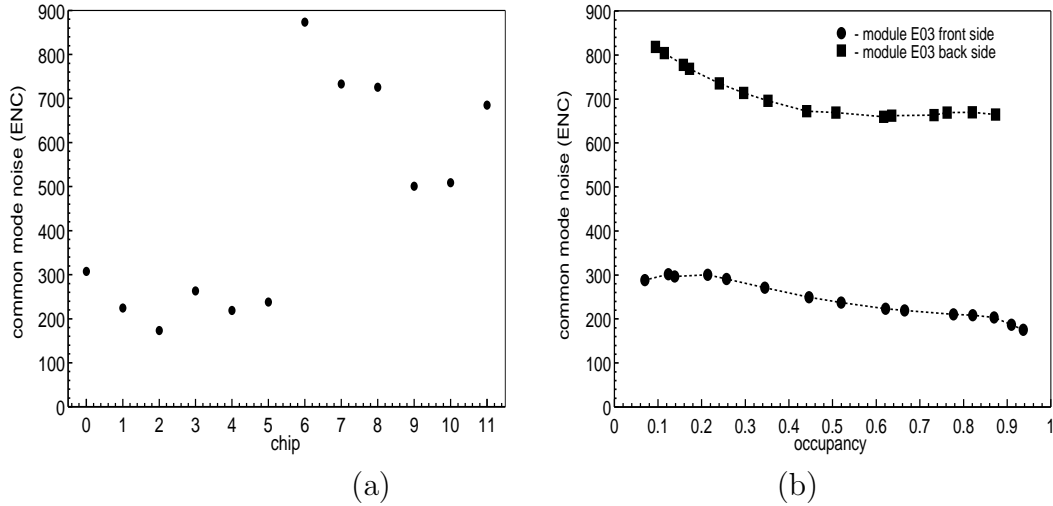 900
800
700
600
500
400
300
200
100
0
common mode noise (ENC)
0 1 2 3 4 5 6 7 8 9 10 11
chip
(a)
900
800
700
600
500
400
300
200
100
0
common mode noise (ENC)
- module E03 front side
- module E03 back side
0 0.1 0.2 0.3 0.4 0.5 0.6 0.7 0.8 0.9 1
occupancy
(b)